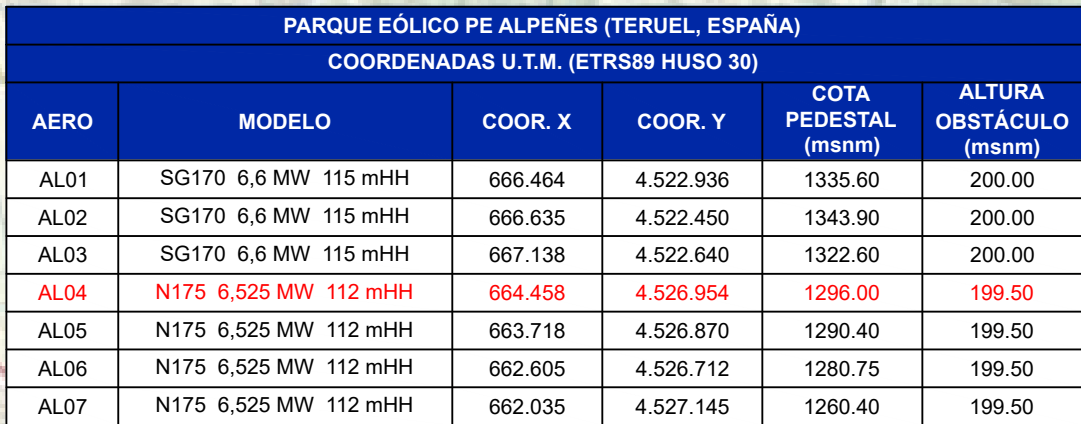 PARQUE EÓLICO PE ALPEÑES (TERUEL, ESPAÑA)
COORDENADAS U.T.M. (ETRS89 HUSO 30)
AERO MODELO COOR. X COOR. Y COTA PEDESTAL (msnm) ALTURA OBSTÁCULO (msnm)
AL01 SG170 6,6 MW 115 mHH 666.464 4.522.936 1335.60 200.00
AL02 SG170 6,6 MW 115 mHH 666.635 4.522.450 1343.90 200.00
AL03 SG170 6,6 MW 115 mHH 667.138 4.522.640 1322.60 200.00
AL04 N175 6,525 MW 112 mHH 664.458 4.526.954 1296.00 199.50
AL05 N175 6,525 MW 112 mHH 663.718 4.526.870 1290.40 199.50
AL06 N175 6,525 MW 112 mHH 662.605 4.526.712 1280.75 199.50
AL07 N175 6,525 MW 112 mHH 662.035 4.527.145 1260.40 199.50